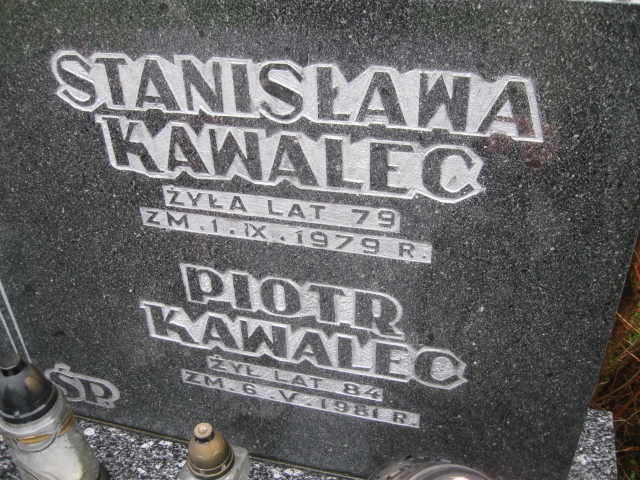 STANISŁAWA
KAWALEC
ŻYŁA LAT 79
ZM. 1. IX. 1979 R.
PIOTR
KAWALEC
ŻYŁ LAT 84
ZM. 6. V. 1981 R.
ŚP.